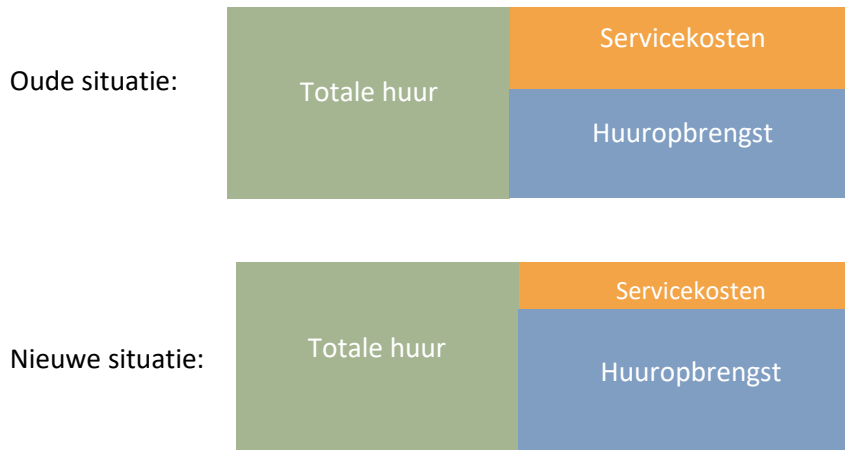 Oude situatie:
Totale huur
Servicekosten
Huuropbrengst
Nieuwe situatie:
Totale huur
Servicekosten
Huuropbrengst